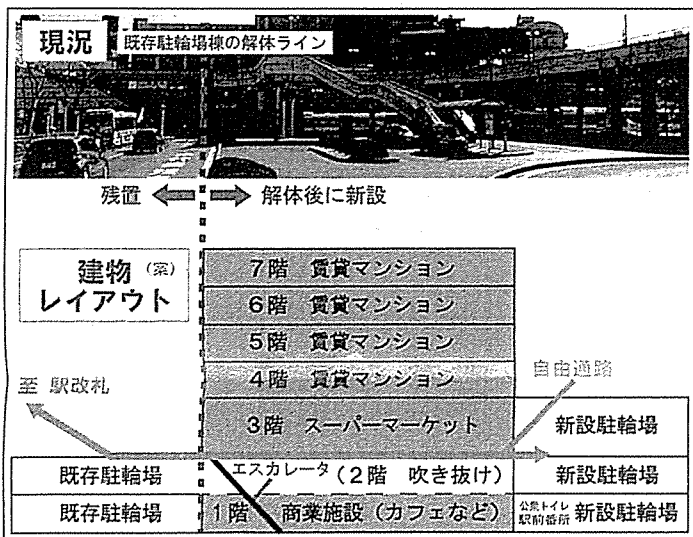 現況
既存駐輪場棟の解体ライン
残置
解体後に新設
建物(案)
レイアウト
7階 賃貸マンション
6階 賃貸マンション
5階 賃貸マンション
4階 賃貸マンション
自由通路
至 駅改札
3階 スーパーマーケット
新設駐輪場
既存駐輪場
エスカレータ
(2階 吹き抜け)
新設駐輪場
既存駐輪場
1階 商業施設(カフェなど)
公衆トイレ
駅前番所
新設駐輪場